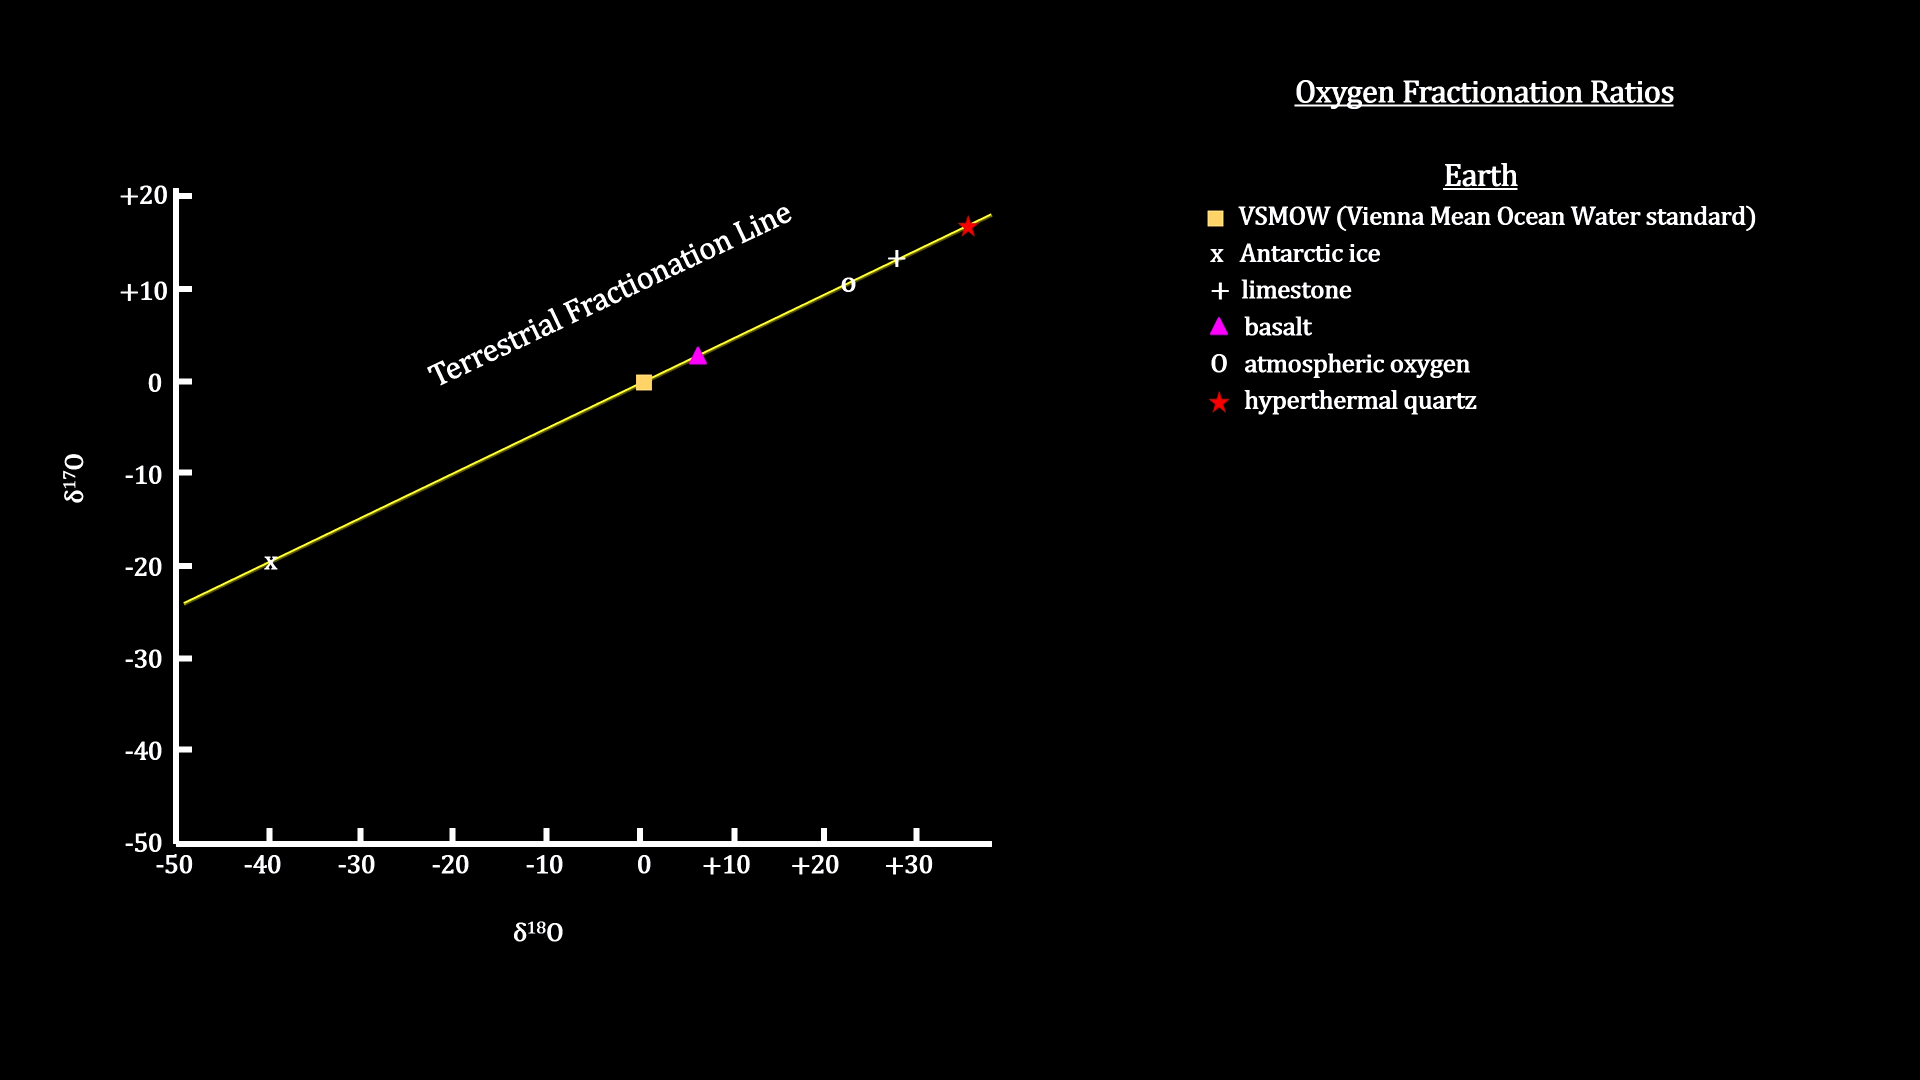 Oxygen Fractionation Ratios
Earth
VSMOW (Vienna Mean Ocean Water standard)
x Antarctic ice
+ limestone
basalt
O atmospheric oxygen
hyperthermal quartz
Terrestrial Fractionation Line
+20
+10
0
-10
-20
-30
-40
-50
δ¹⁷O
x
o
+
-50 -40 -30 -20 -10 0 +10 +20 +30
δ¹⁸O